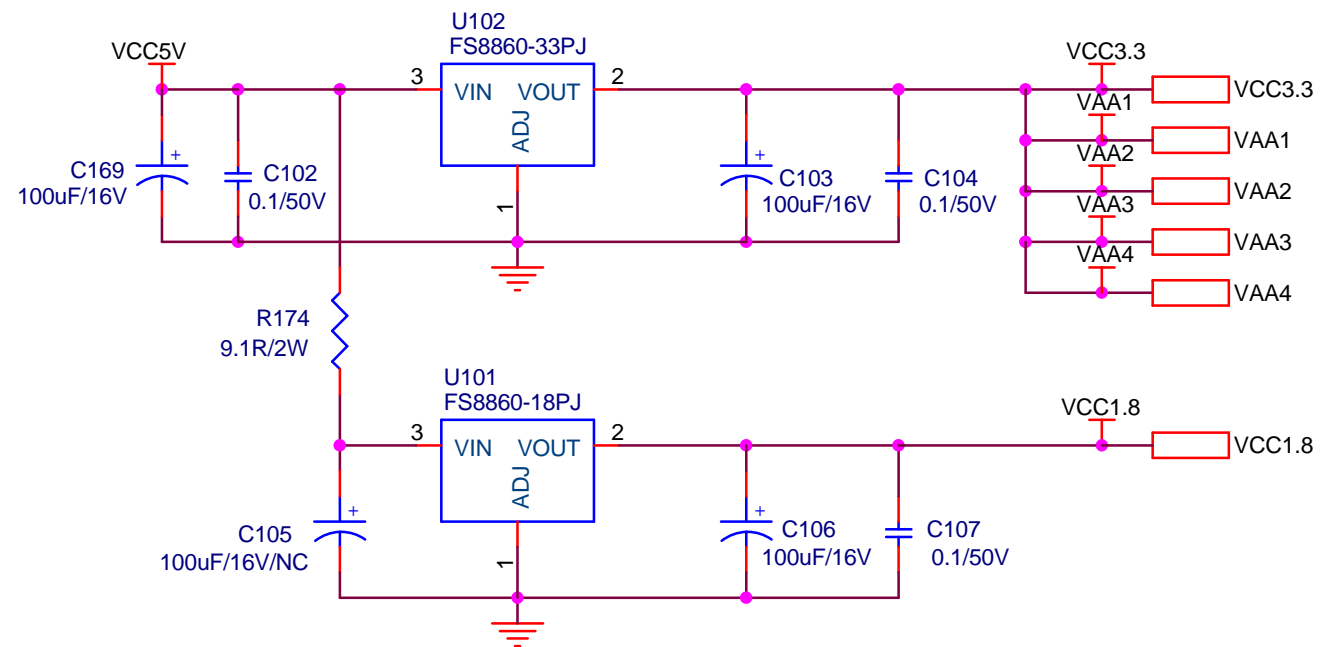 U102
FS8860-33PJ
VCC5V
3
VIN
VOUT
ADJ
2
1
C169
100uF/16V
+
C102
0.1/50V
+
C103
100uF/16V
C104
0.1/50V
VCC3.3
VCC3.3
VAA1
VAA1
VAA2
VAA2
VAA3
VAA3
VAA4
VAA4
R174
9.1R/2W
U101
FS8860-18PJ
3
VIN
VOUT
ADJ
2
1
C105
100uF/16V/NC
+
+
C106
100uF/16V
C107
0.1/50V
VCC1.8
VCC1.8